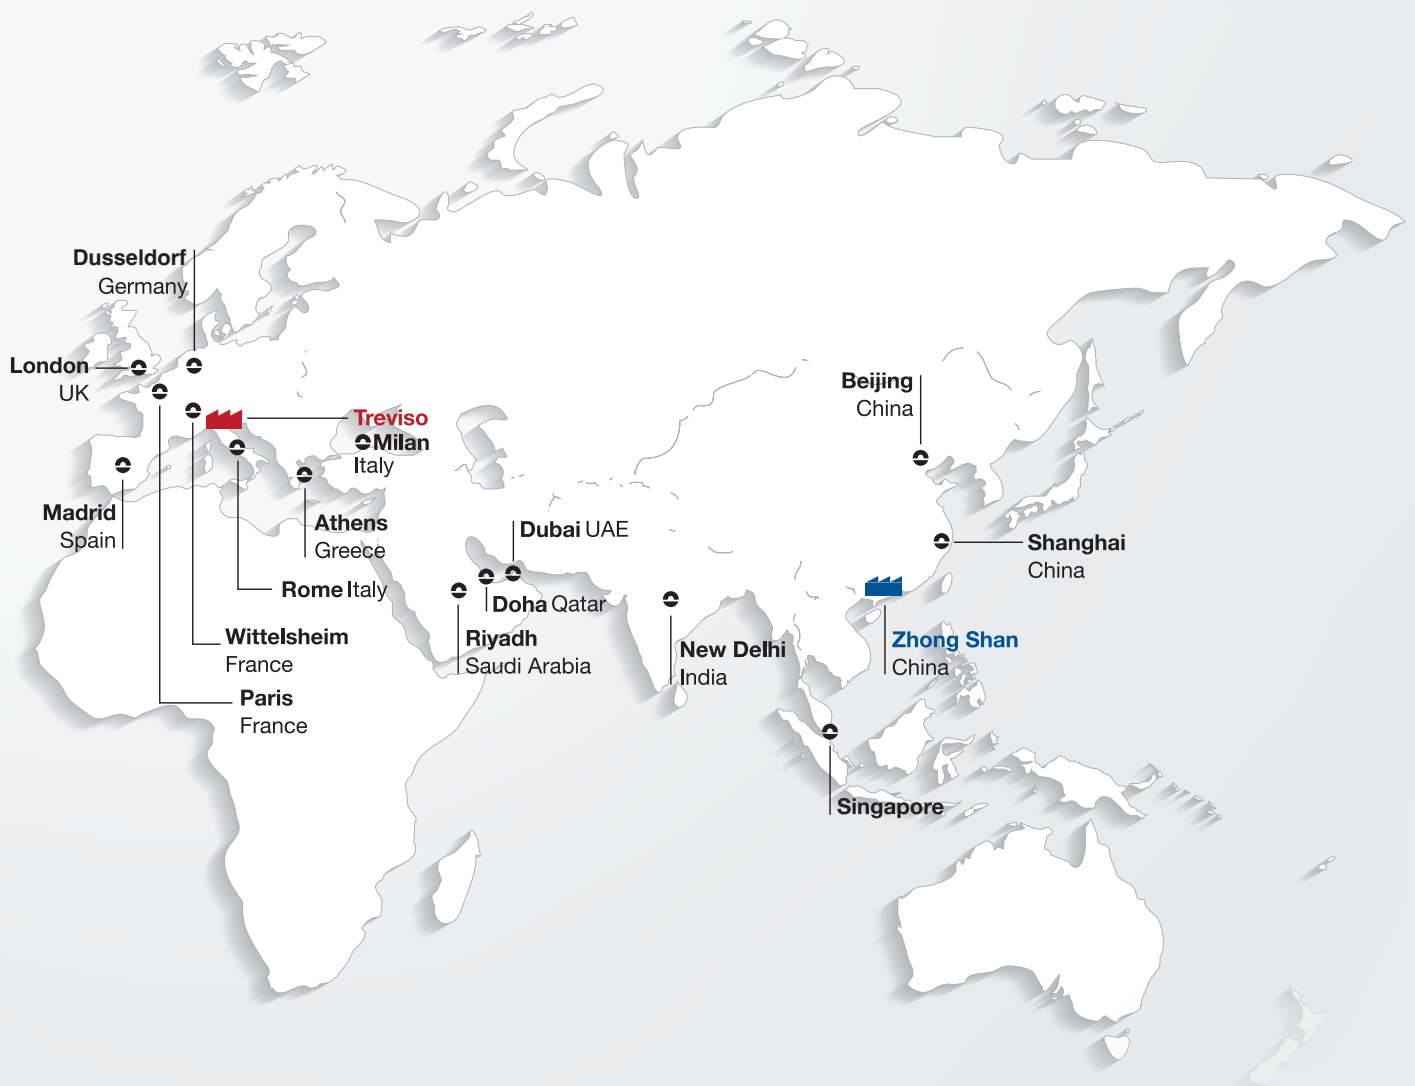 Dusseldorf
Germany
London
UK
Treviso
Milan
Italy
Madrid
Spain
Athens
Greece
Rome Italy
Wittelsheim
France
Paris
France
Dubai UAE
Doha Qatar
Riyadh
Saudi Arabia
New Delhi
India
Beijing
China
Shanghai
China
Zhong Shan
China
Singapore